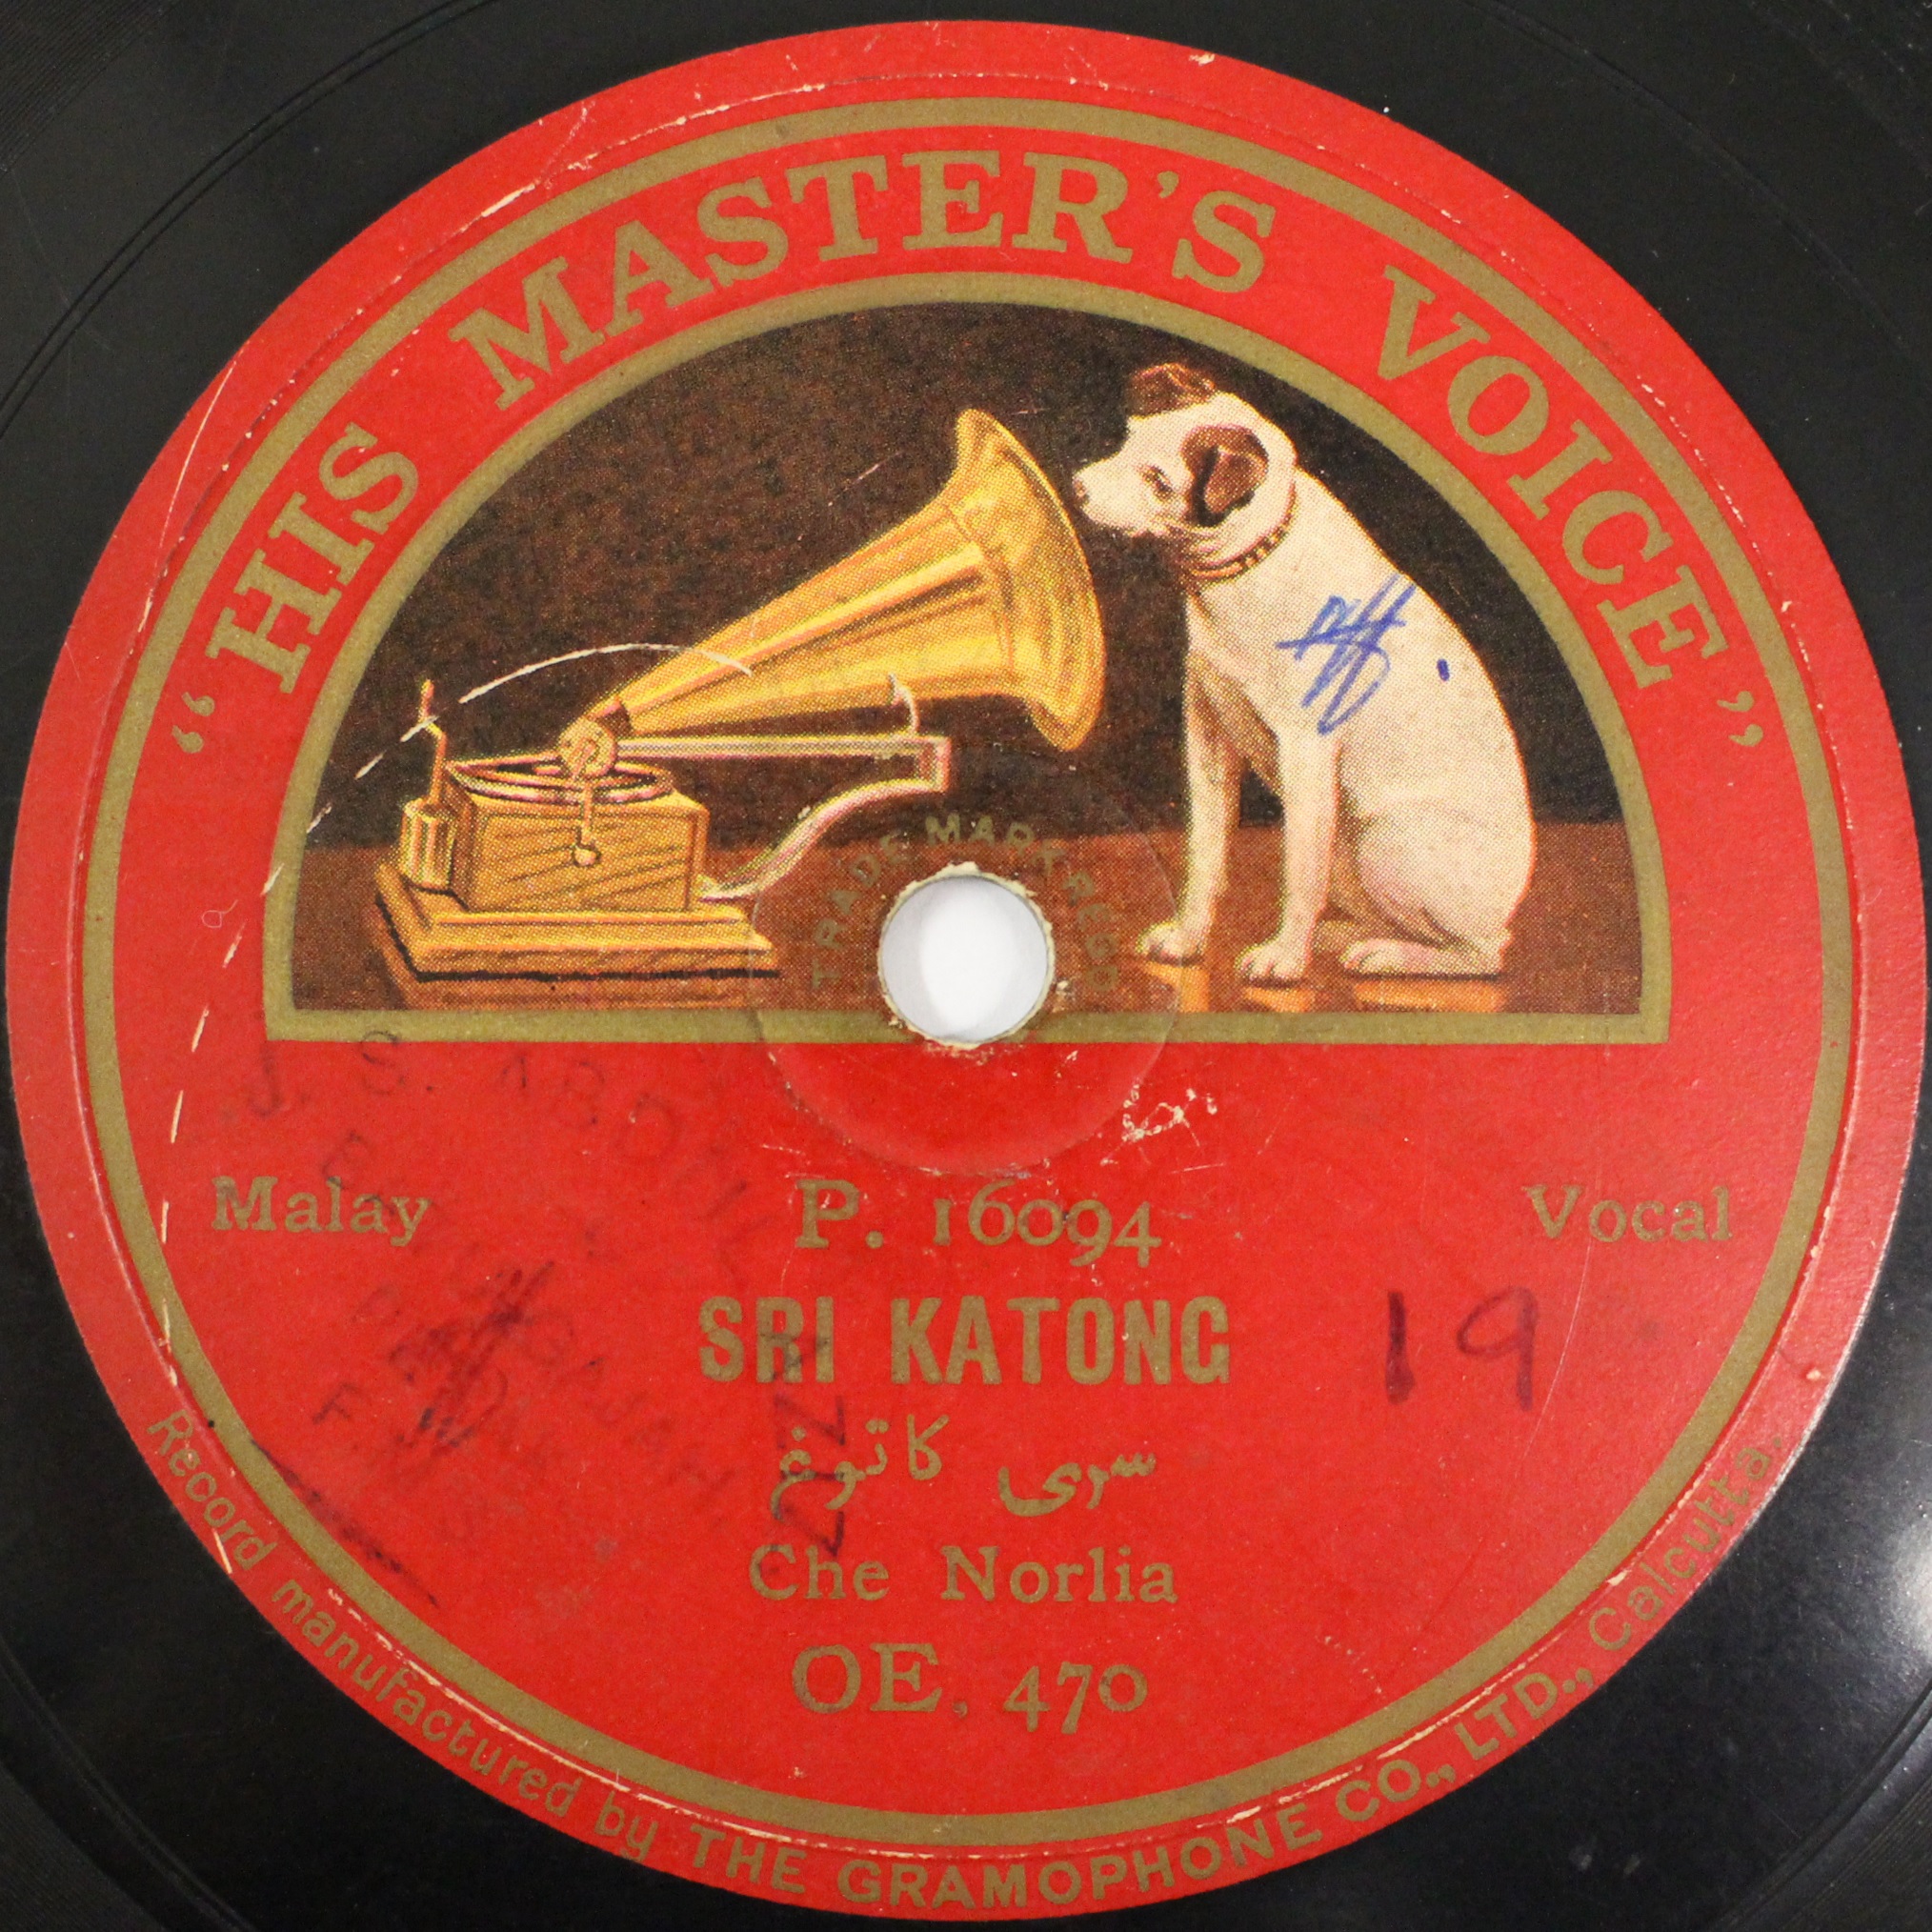 “HIS MASTER'S VOICE”
TRADE MARK REGD
J. S. ABDUL
Malay P. 16094 Vocal
SRI KATONG
19
سري كاتوڠ
Che Norlia
OE. 470
Record manufactured by THE GRAMOPHONE CO., LTD., Calcutta.